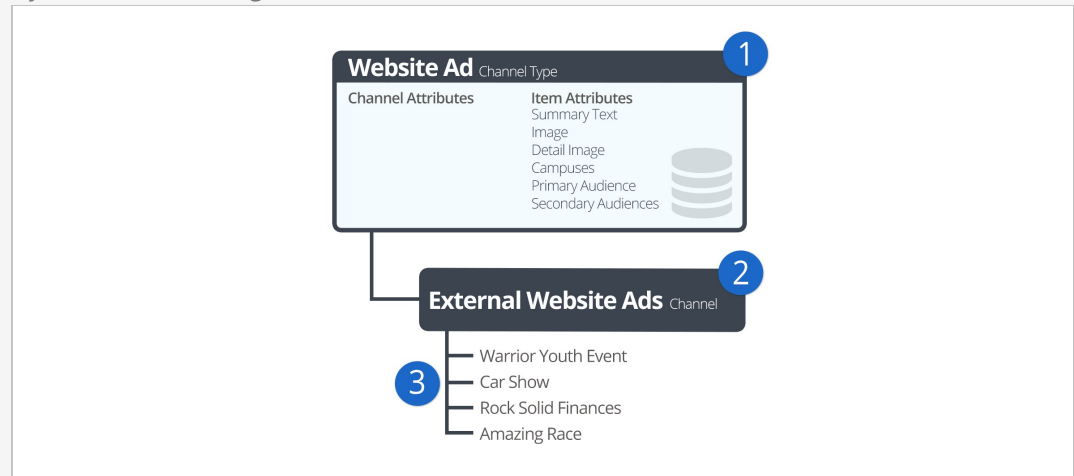 1
Website Ad Channel Type
Channel Attributes
Item Attributes
Summary Text
Image
Detail Image
Campuses
Primary Audience
Secondary Audiences
2
External Website Ads Channel
3
Warrior Youth Event
Car Show
Rock Solid Finances
Amazing Race